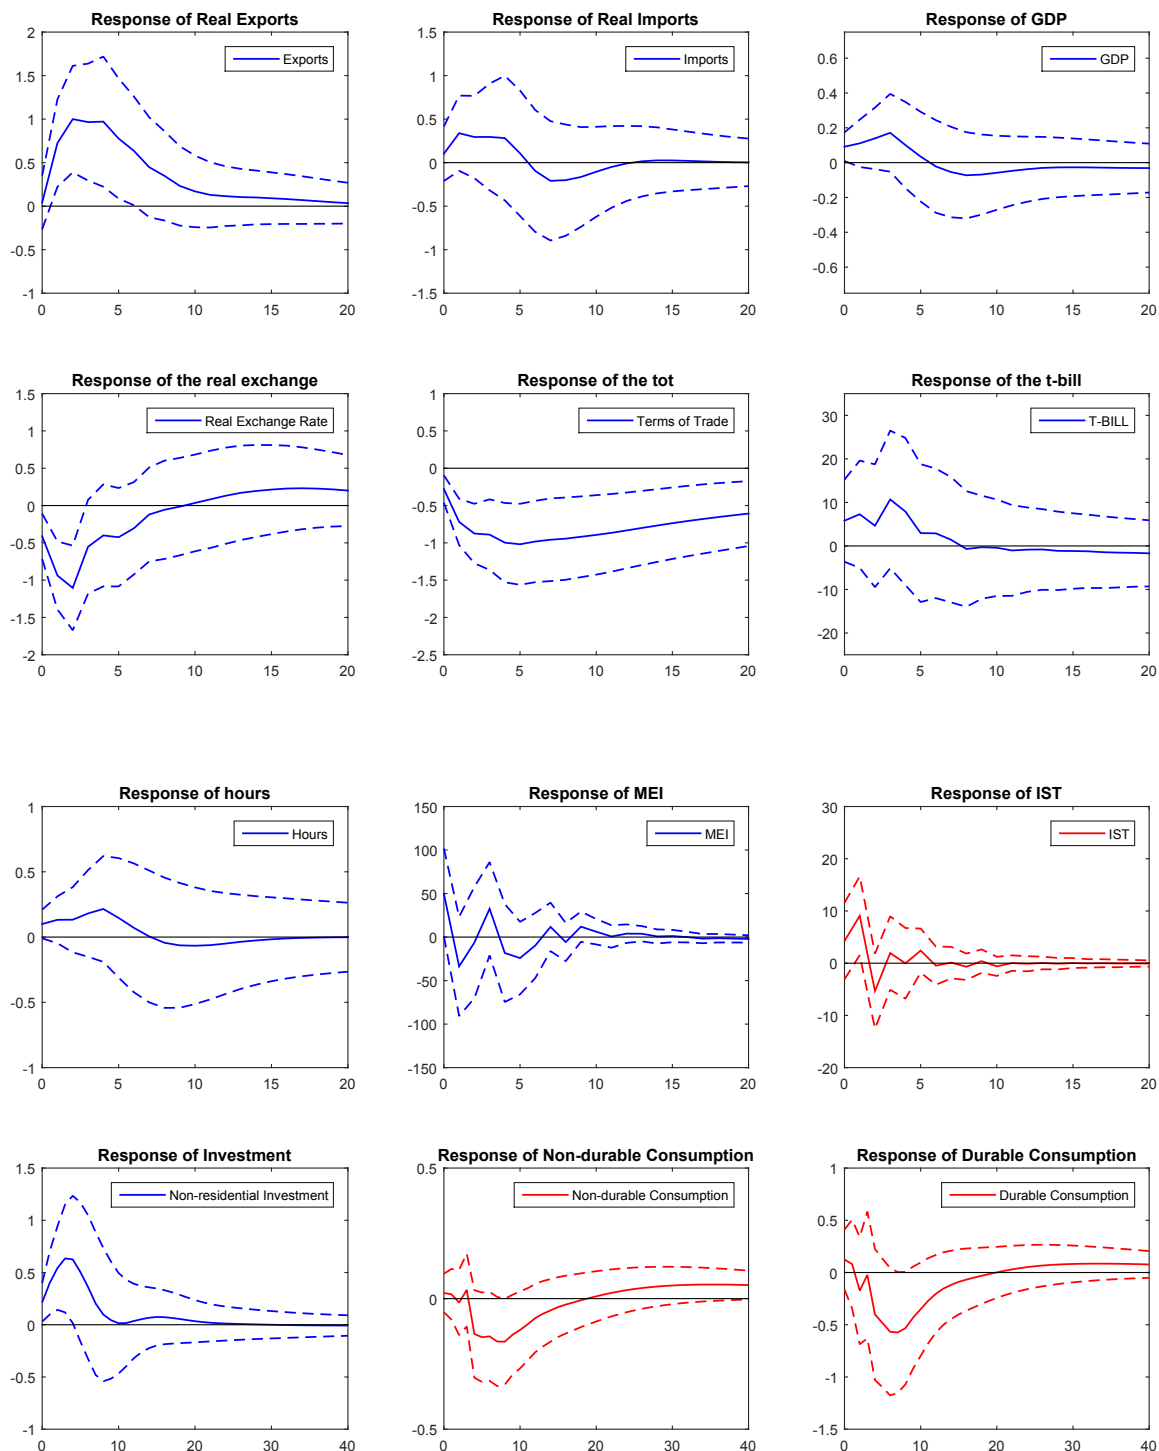 Response of Real Exports
2
1.5
1
0.5
0
-0.5
-1
0 5 10 15 20
Exports
Response of Real Imports
1.5
1
0.5
0
-0.5
-1
-1.5
0 5 10 15 20
Imports
Response of GDP
0.6
0.4
0.2
0
-0.2
-0.4
-0.6
0 5 10 15 20
GDP
Response of the real exchange
1.5
1
0.5
0
-0.5
-1
-1.5
-2
0 5 10 15 20
Real Exchange Rate
Response of the tot
1
0.5
0
-0.5
-1
-1.5
-2
-2.5
0 5 10 15 20
Terms of Trade
Response of the t-bill
30
20
10
0
-10
-20
0 5 10 15 20
T-BILL
Response of hours
1
0.5
0
-0.5
-1
0 5 10 15 20
Hours
Response of MEI
150
100
50
0
-50
-100
-150
0 5 10 15 20
MEI
Response of IST
30
20
10
0
-10
-20
0 5 10 15 20
IST
Response of Investment
1.5
1
0.5
0
-0.5
-1
0 10 20 30 40
Non-residential Investment
Response of Non-durable Consumption
0.5
0
-0.5
0 10 20 30 40
Non-durable Consumption
Response of Durable Consumption
1
0.5
0
-0.5
-1
-1.5
0 10 20 30 40
Durable Consumption